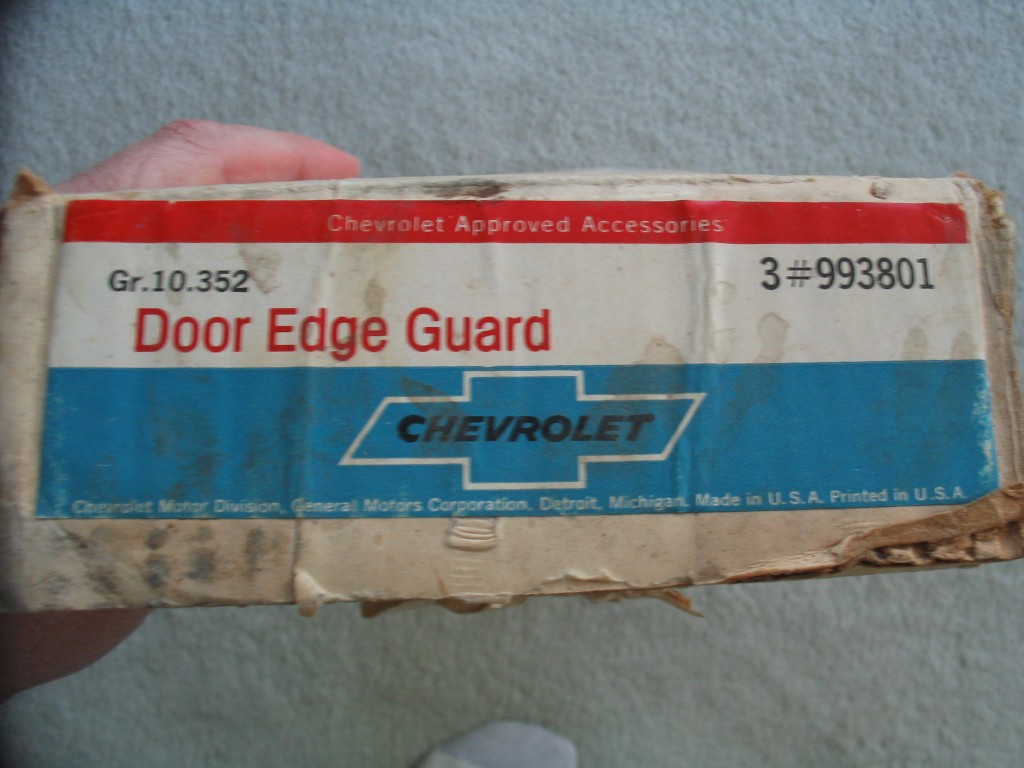 Chevrolet Approved Accessories
Gr.10.352
3#993801
Door Edge Guard
CHEVROLET
Chevrolet Motor Division, General Motors Corporation, Detroit, Michigan, Made in U.S.A. Printed in U.S.A.